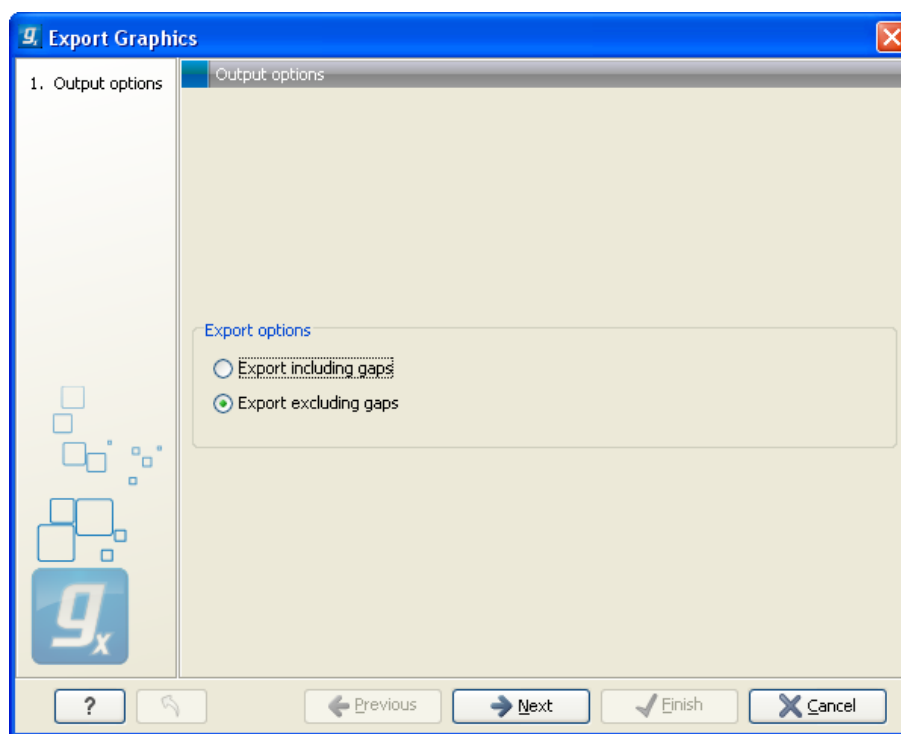 g Export Graphics
1. Output options
Output options
Export options
Export including gaps
Export excluding gaps
gx
?
Previous
Next
Finish
Cancel